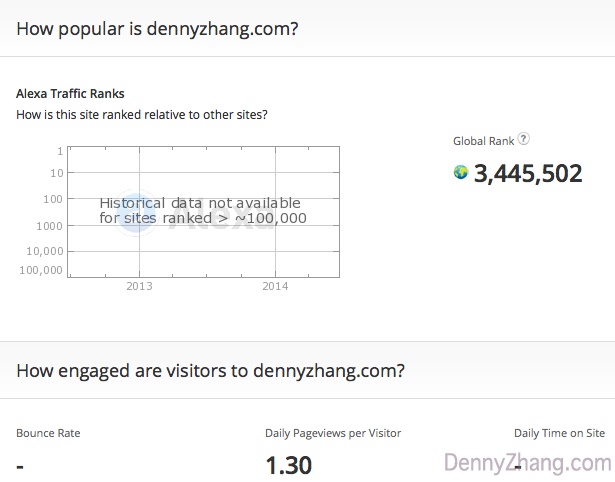 How popular is dennyzhang.com?
Alexa Traffic Ranks
How is this site ranked relative to other sites?
Global Rank ?
3,445,502
1
10
100
1000
10,000
100,000
Alexa
Historical data not available
for sites ranked > ~100,000
2013
2014
How engaged are visitors to dennyzhang.com?
Bounce Rate
Daily Pageviews per Visitor
Daily Time on Site
-
1.30
-
DennyZhang.com